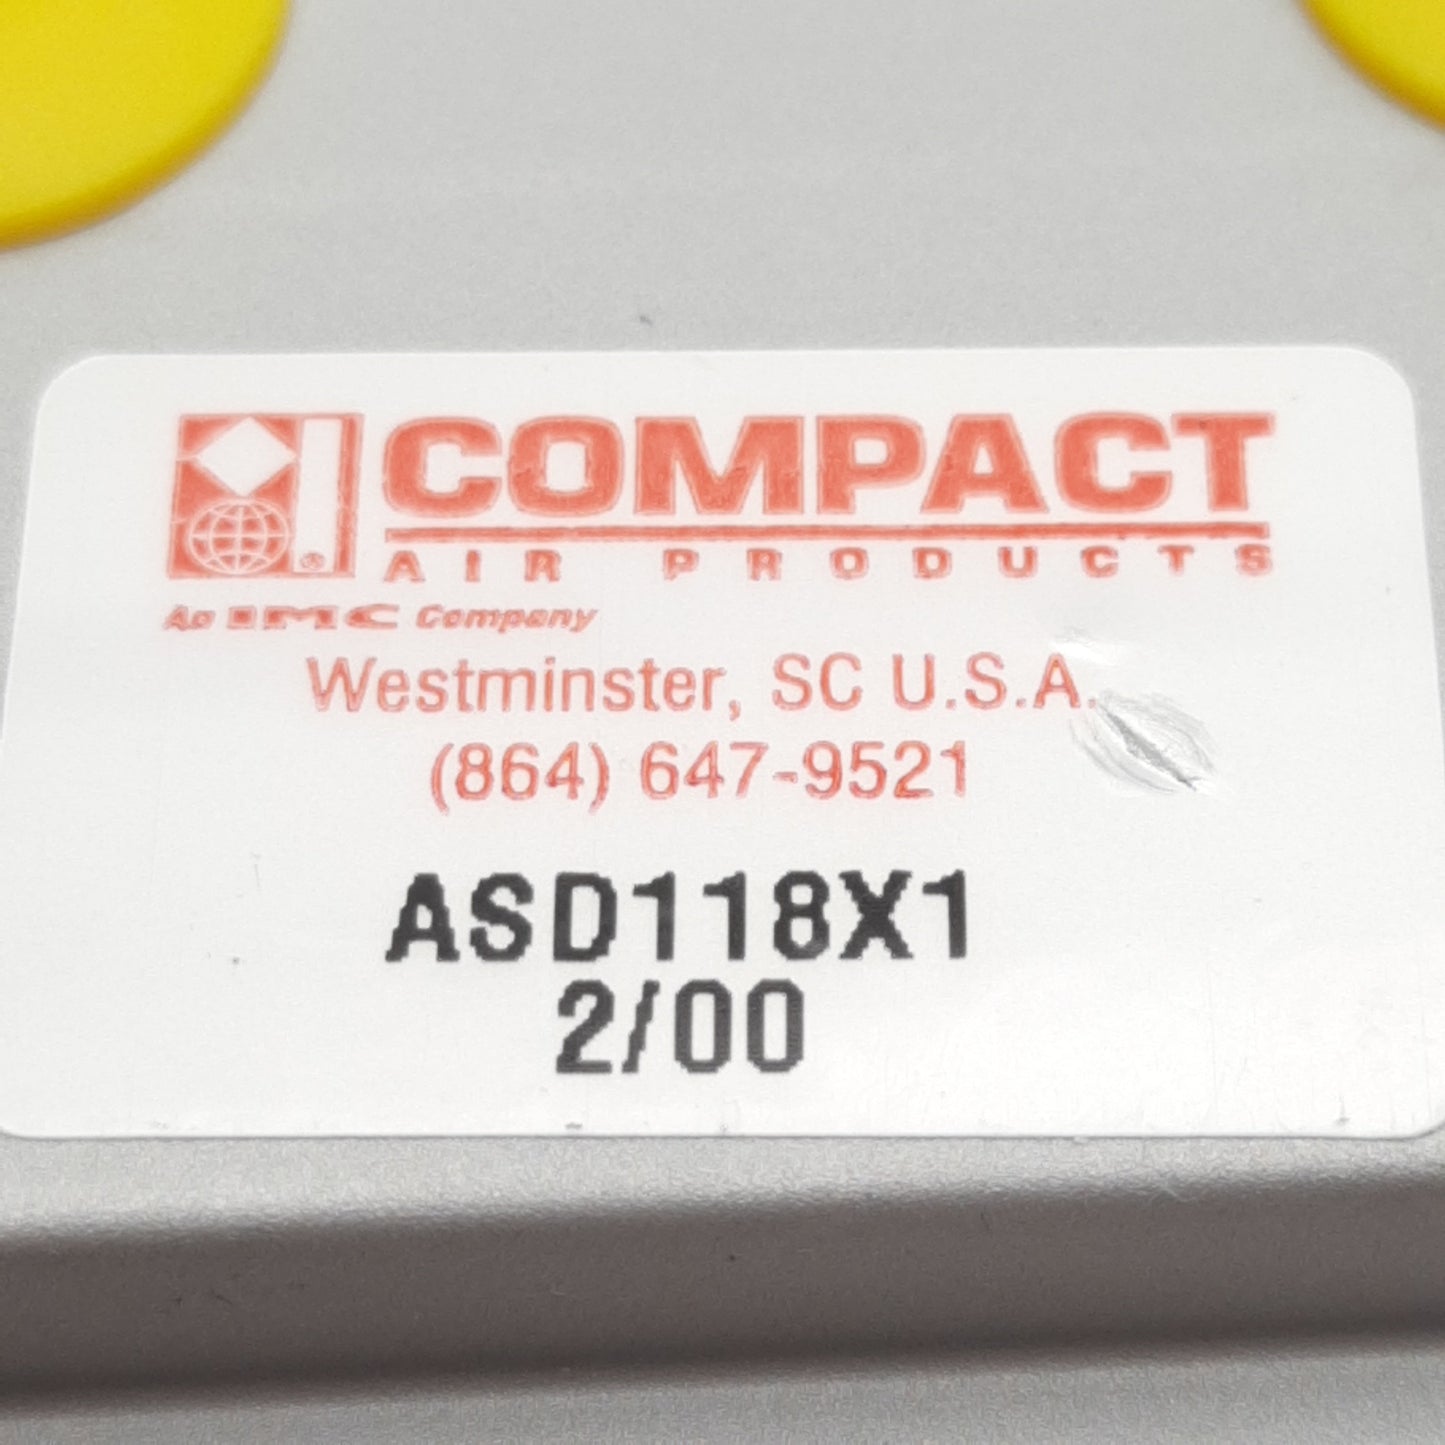 COMPACT
AIR PRODUCTS
®
An IMC Company
Westminster, SC U.S.A.
(864) 647-9521
ASD118X1
2/00